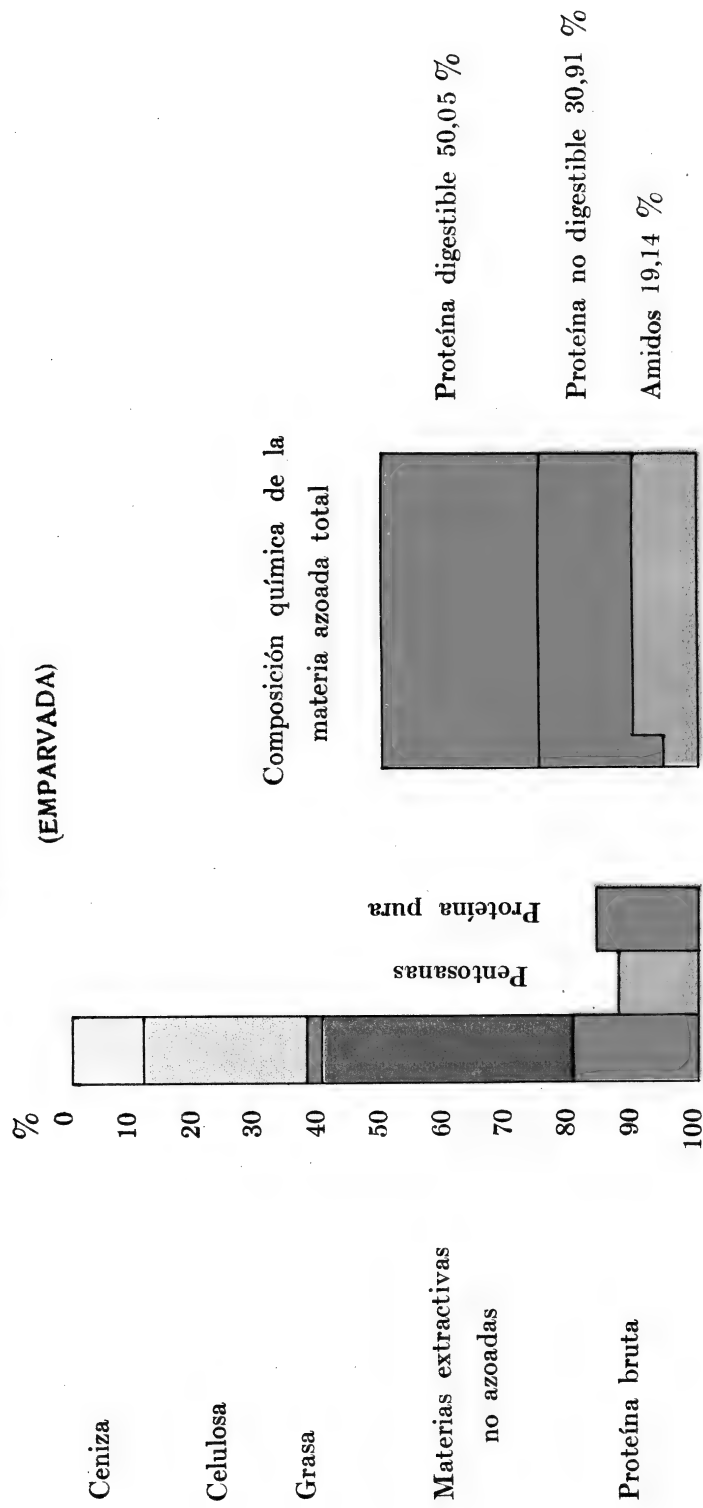 (EMPARVADA)
%
0
10
20
30
40
50
60
70
80
90
100
Ceniza
Celulosa
Grasa
Materias extractivas
no azoadas
Proteína bruta
Pentosanas
Proteína pura
Composición química de la
materia azoada total
Proteína digestible 50,05 %
Proteína no digestible 30,91 %
Amidos 19,14 %